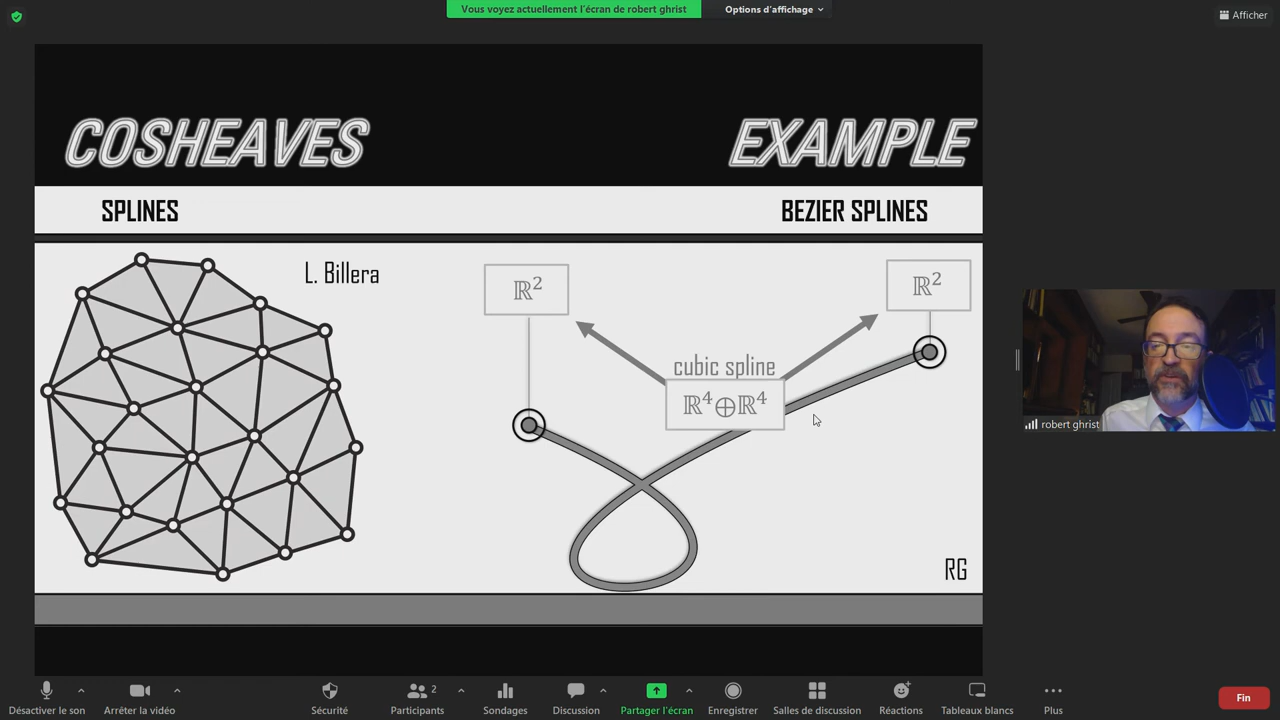 Vous voyez actuellement l'écran de robert ghrist
Options d'affichage
Afficher
COSHEAVES
EXAMPLE
SPLINES
BEZIER SPLINES
L. Billera
ℝ²
ℝ²
cubic spline
ℝ⁴⊕ℝ⁴
RG
robert ghrist
Désactiver le son
Arrêter la vidéo
Sécurité
2
Participants
Sondages
Discussion
Partager l'écran
Enregistrer
Salles de discussion
Réactions
Tableaux blancs
Plus
Fin